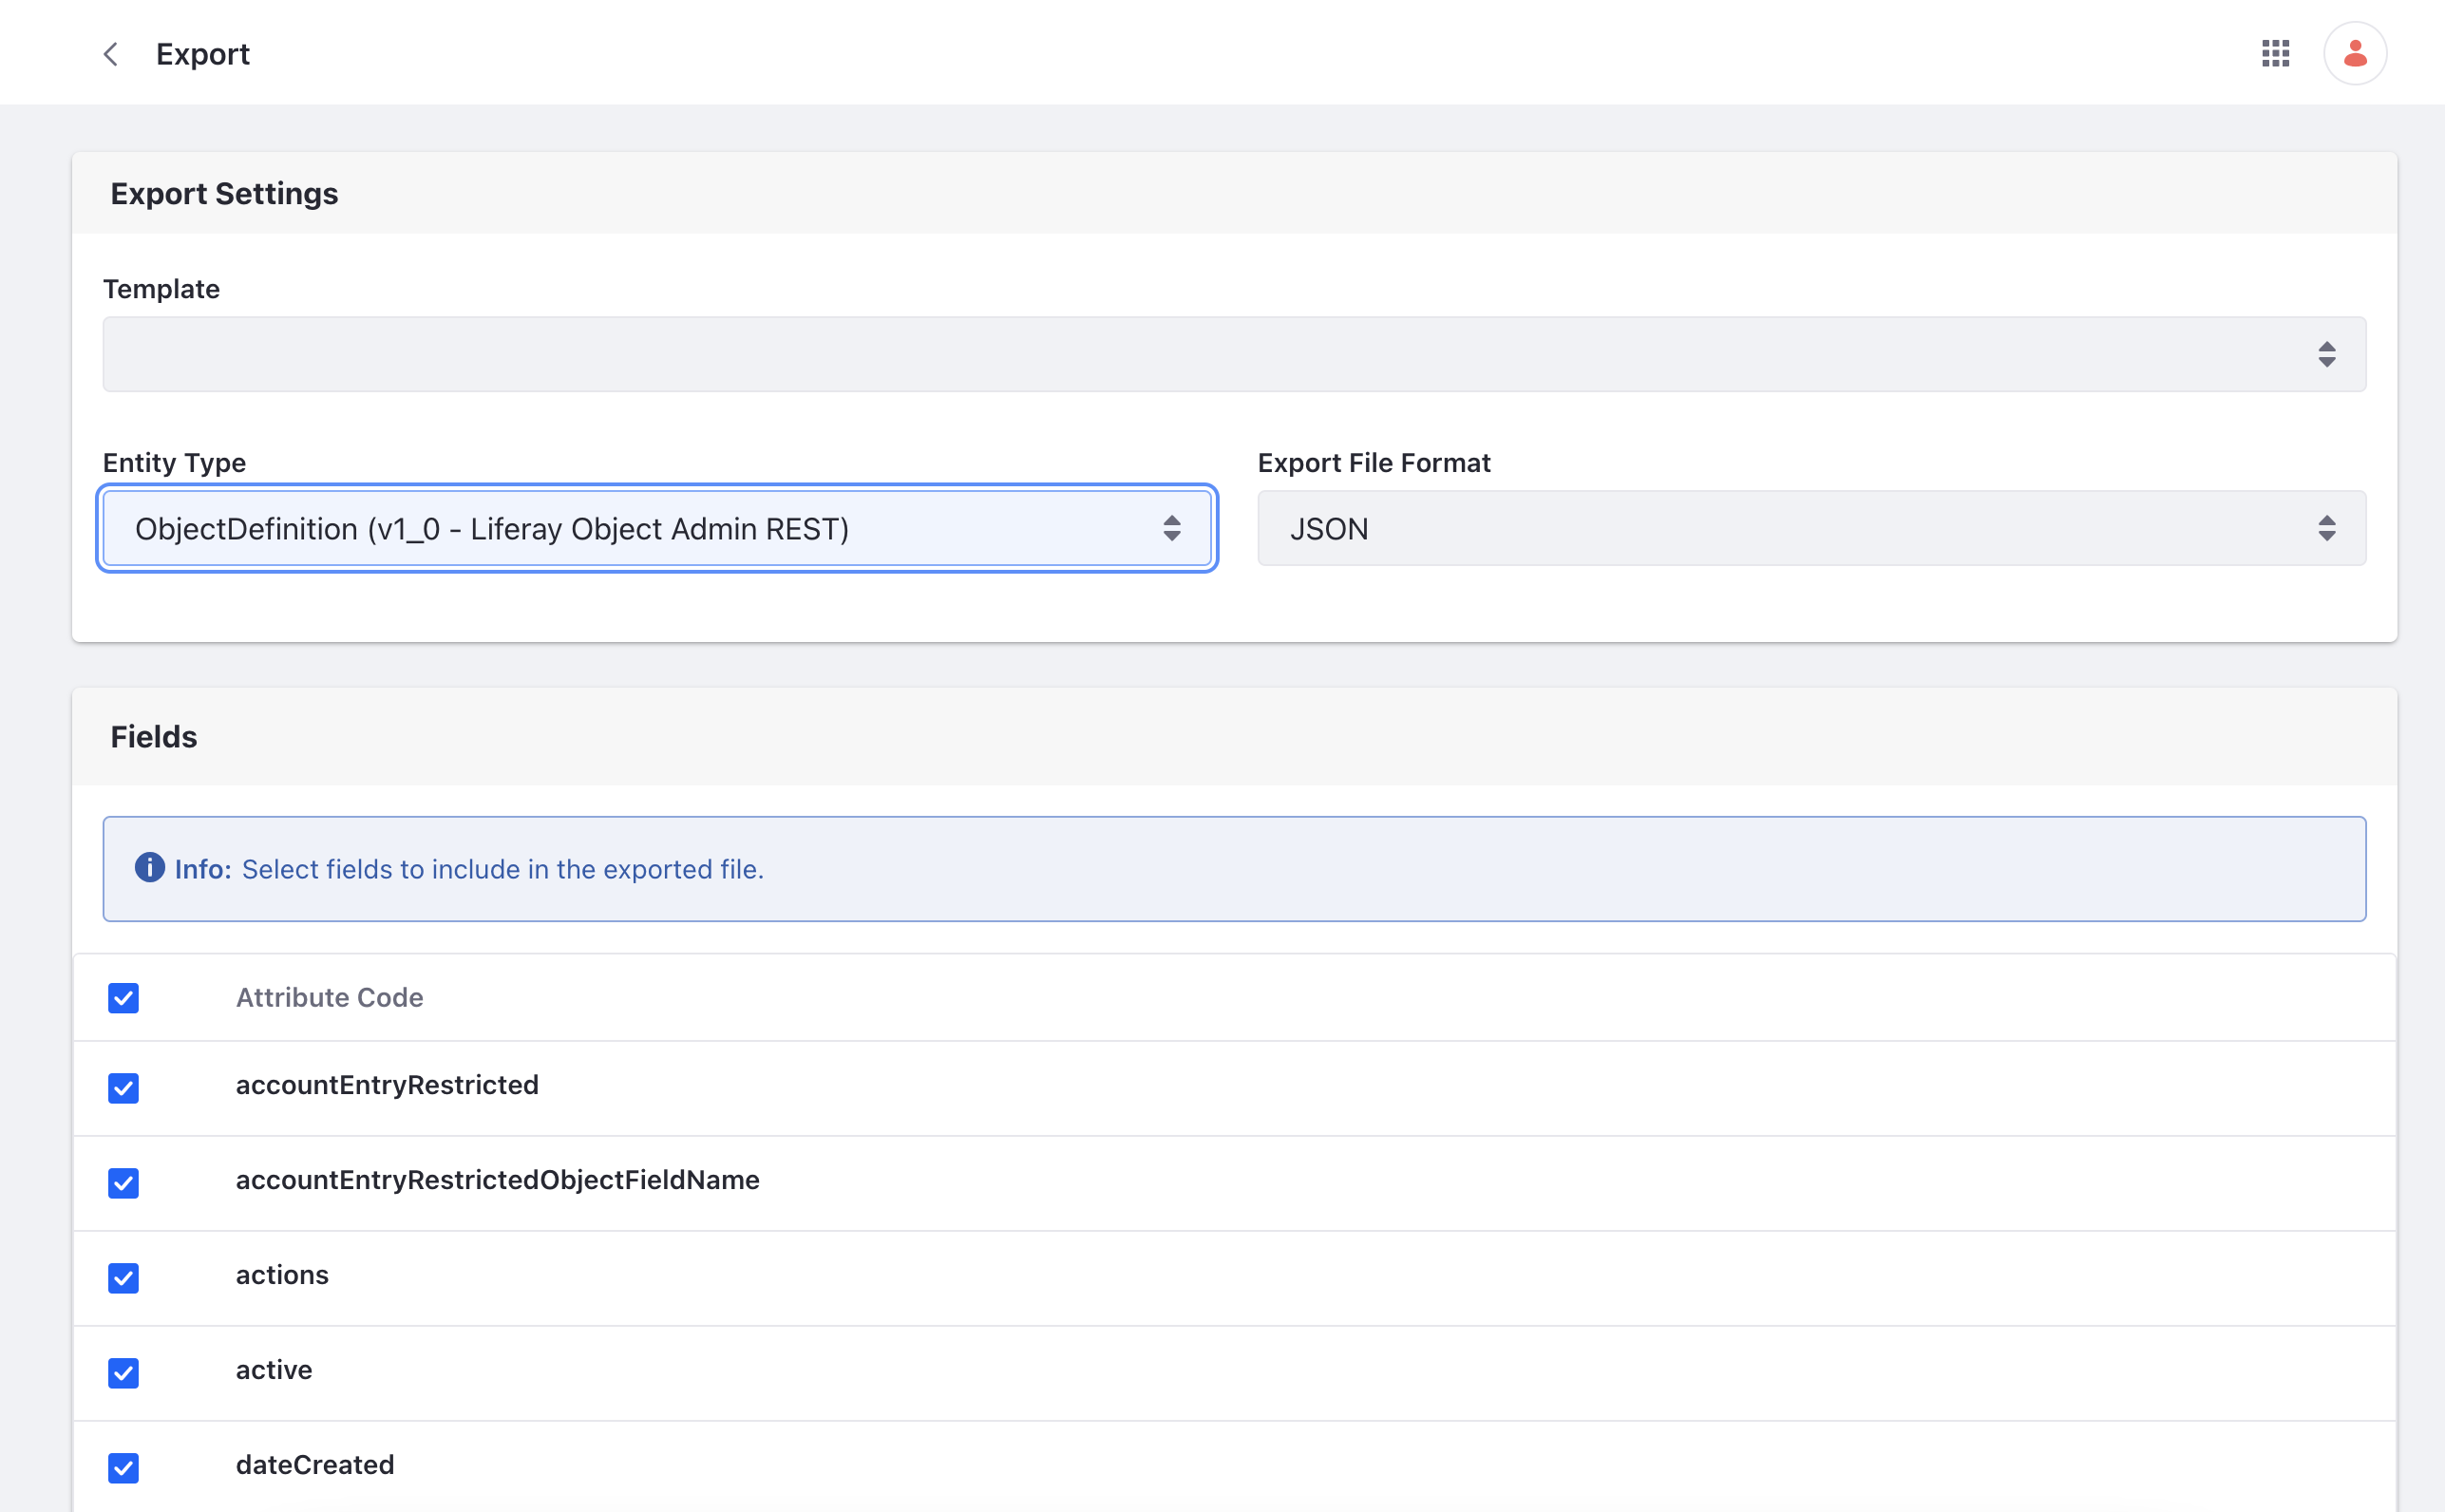 Export
Export Settings
Template
Entity Type
Export File Format
ObjectDefinition (v1_0 - Liferay Object Admin REST)
JSON
Fields
Info: Select fields to include in the exported file.
Attribute Code
accountEntryRestricted
accountEntryRestrictedObjectFieldName
actions
active
dateCreated